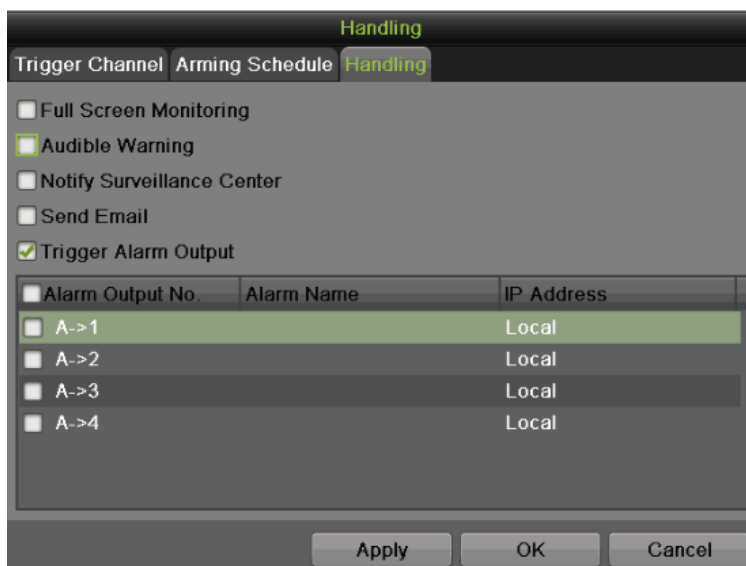 Handling
Trigger Channel Arming Schedule Handling
Full Screen Monitoring
Audible Warning
Notify Surveillance Center
Send Email
Trigger Alarm Output
Alarm Output No. Alarm Name IP Address
A->1 Local
A->2 Local
A->3 Local
A->4 Local
Apply OK Cancel